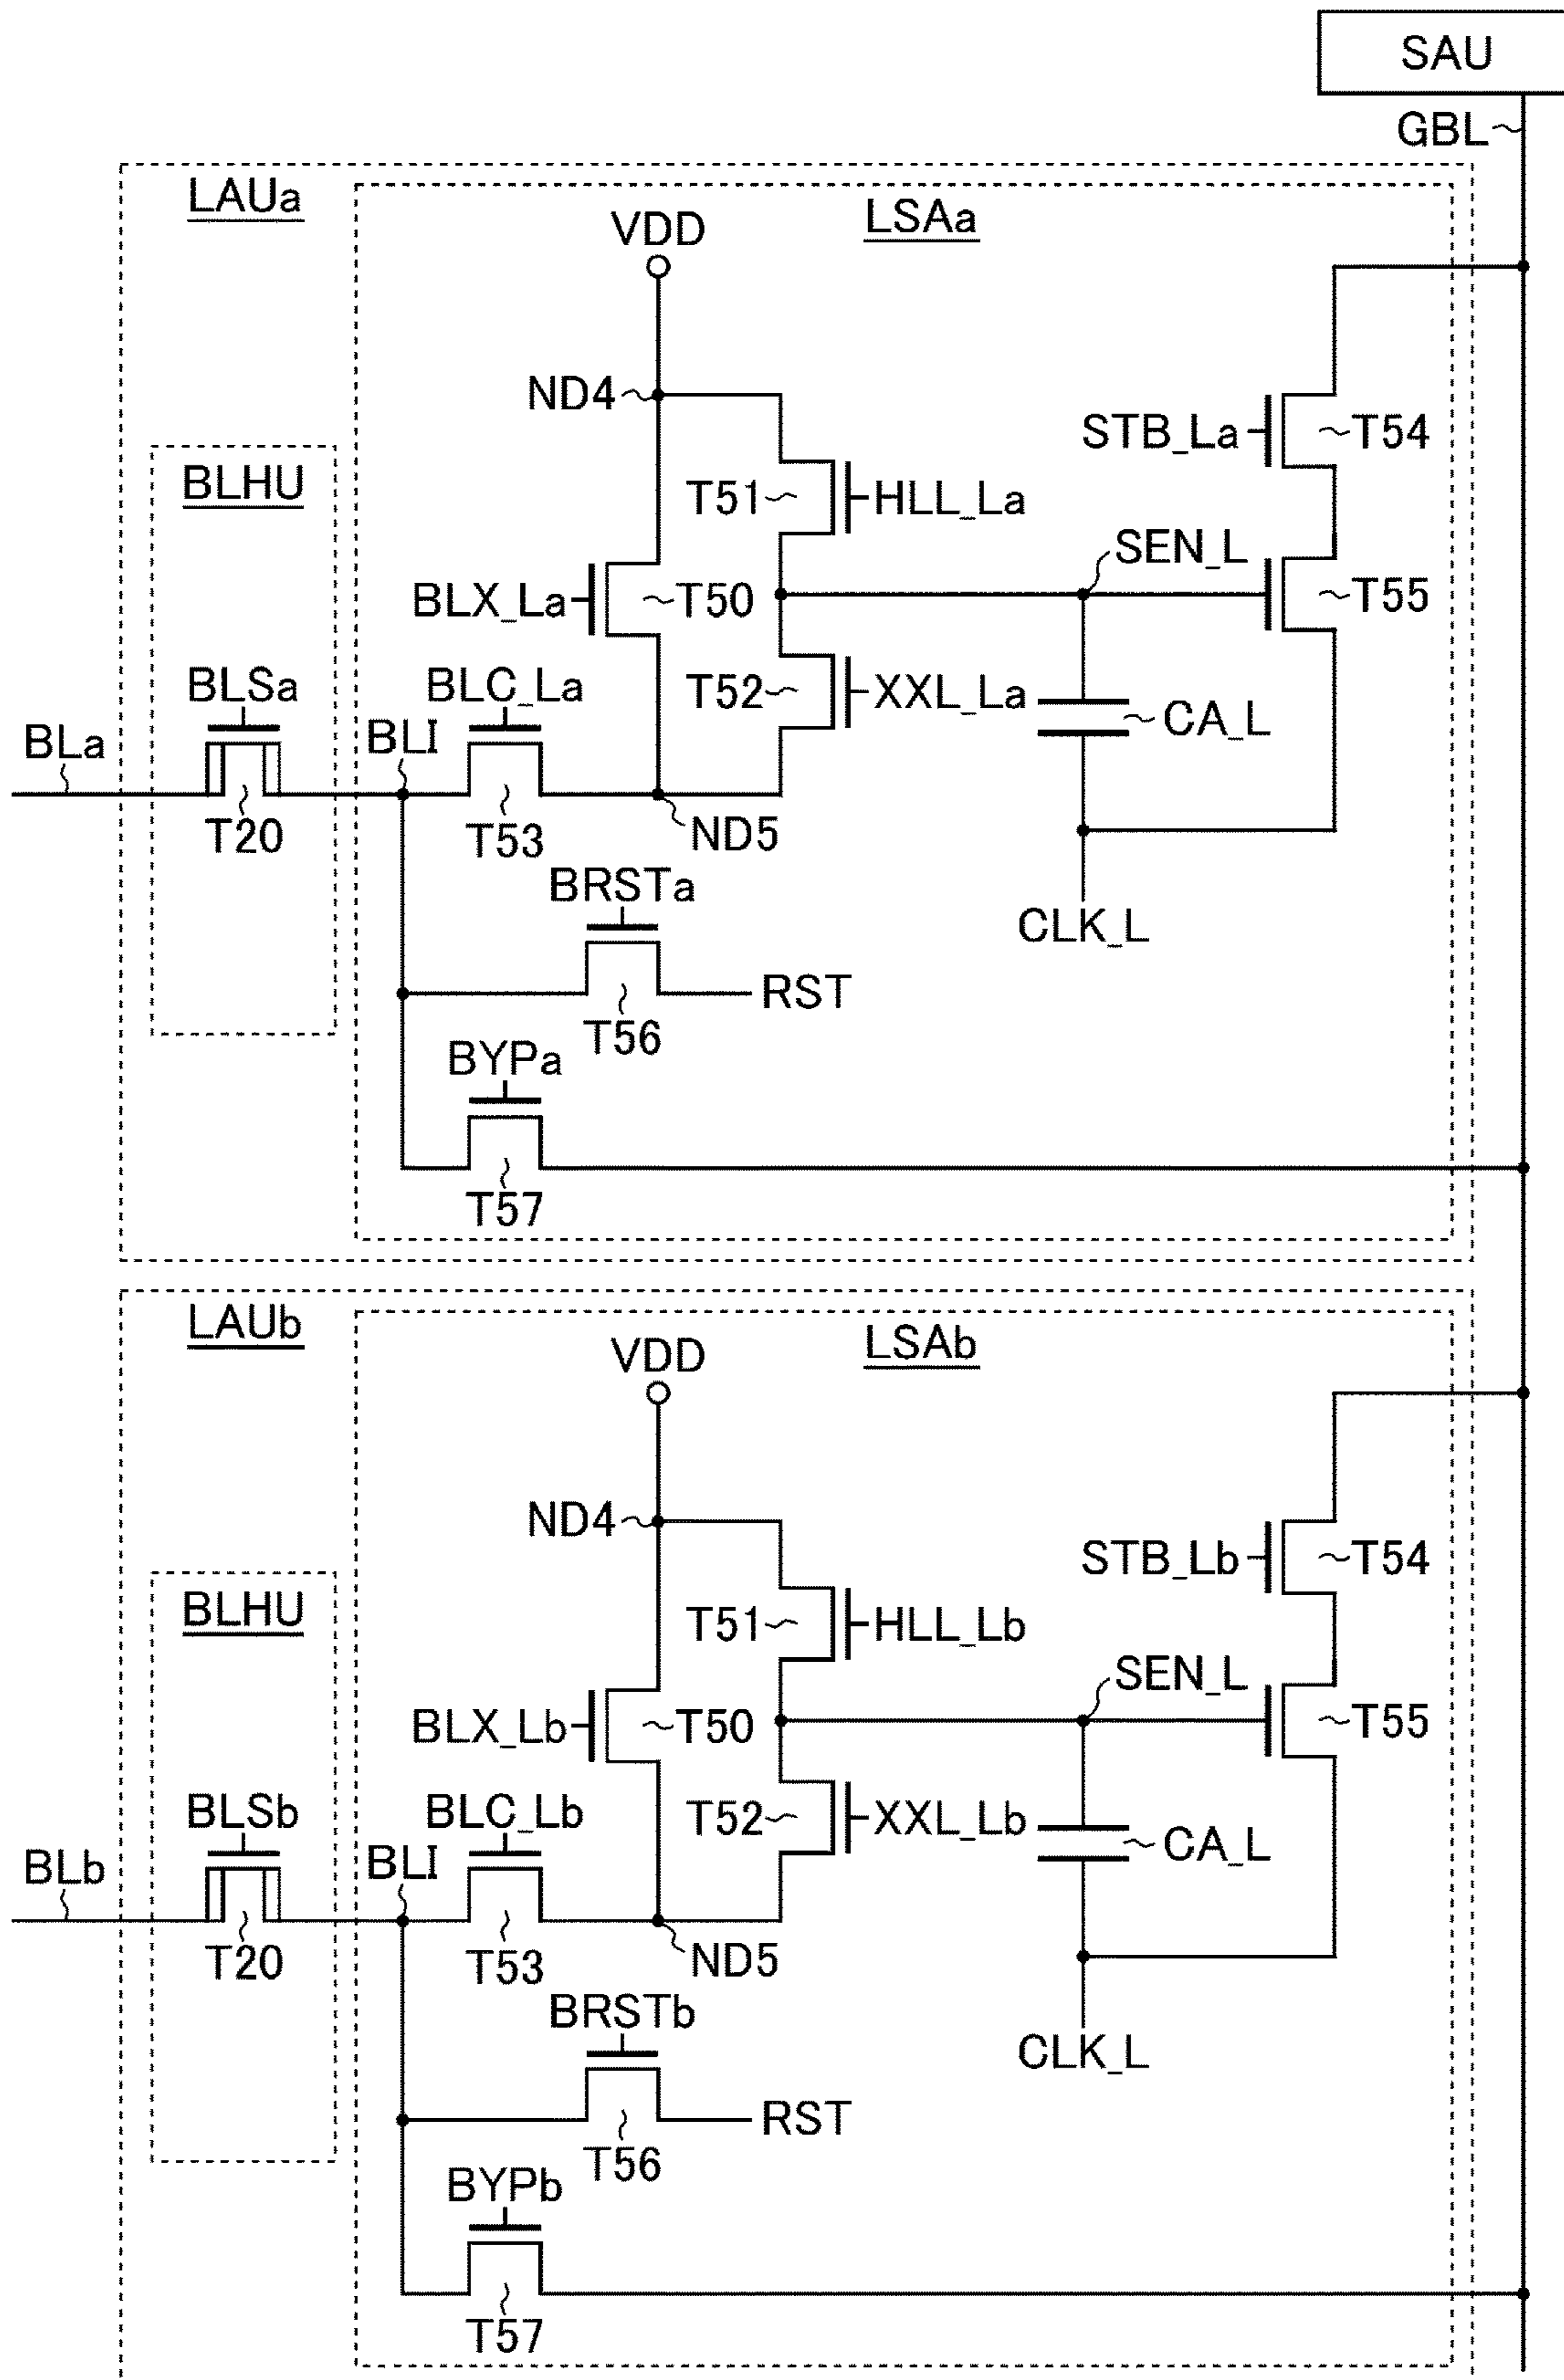 SAU
GBL
LAUa
LSAa
VDD
ND4
STB_La
T54
BLHU
T51
HLL_La
SEN_L
BLX_La
T50
T55
BLSa
BLC_La
T52
XXL_La
CA_L
BLa
BLI
T20
T53
ND5
BRSTa
CLK_L
RST
T56
BYPa
T57
LAUb
LSAb
VDD
ND4
STB_Lb
T54
BLHU
T51
HLL_Lb
SEN_L
BLX_Lb
T50
T55
BLSb
BLC_Lb
T52
XXL_Lb
CA_L
BLb
BLI
T20
T53
ND5
BRSTb
CLK_L
RST
T56
BYPb
T57